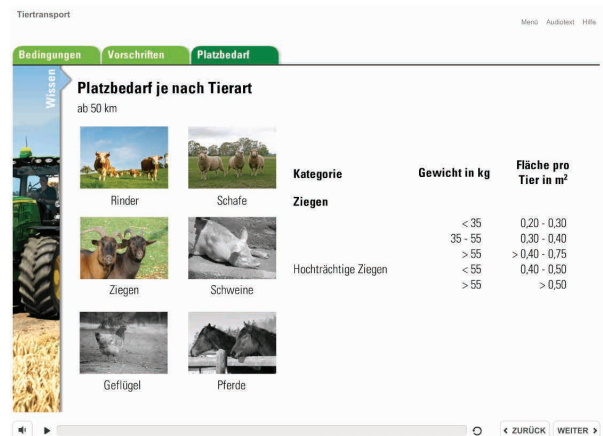 Tiertransport
Menü Audiotext Hilfe
Bedingungen Vorschriften Platzbedarf
Wissen
Platzbedarf je nach Tierart
ab 50 km
Rinder Schafe
Ziegen Schweine
Geflügel Pferde
Kategorie Gewicht in kg Fläche pro
Tier in m²
Ziegen
< 35 0,20 - 0,30
35 - 55 0,30 - 0,40
> 55 > 0,40 - 0,75
Hochträchtige Ziegen < 55 0,40 - 0,50
> 55 > 0,50
ZURÜCK WEITER